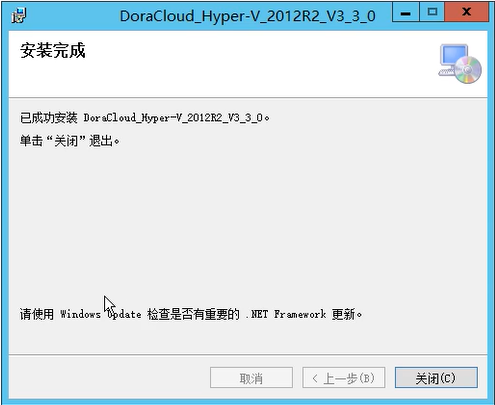 DoraCloud_Hyper-V_2012R2_V3_3_0
安装完成
已成功安装 DoraCloud_Hyper-V_2012R2_V3_3_0。
单击“关闭”退出。
请使用 Windows Update 检查是否有重要的 .NET Framework 更新。
取消
< 上一步(B)
关闭(C)